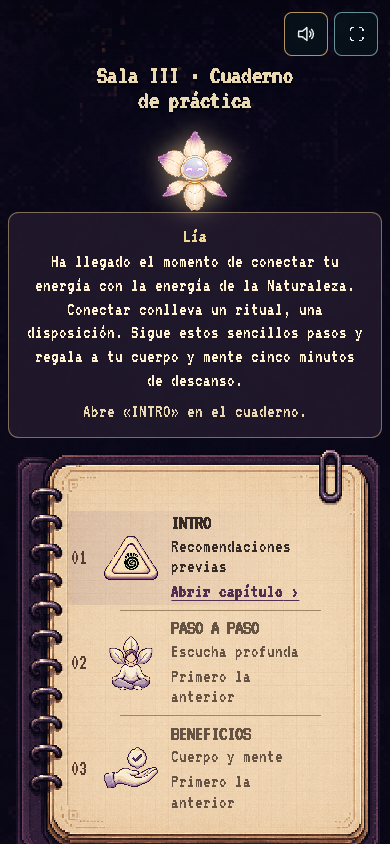 Sala III · Cuaderno
de práctica
Lía
Ha llegado el momento de conectar tu
energía con la energía de la Naturaleza.
Conectar conlleva un ritual, una
disposición. Sigue estos sencillos pasos y
regala a tu cuerpo y mente cinco minutos
de descanso.
Abre «INTRO» en el cuaderno.
01
INTRO
Recomendaciones
previas
Abrir capítulo ›
02
PASO A PASO
Escucha profunda
Primero la
anterior
03
BENEFICIOS
Cuerpo y mente
Primero la
anterior